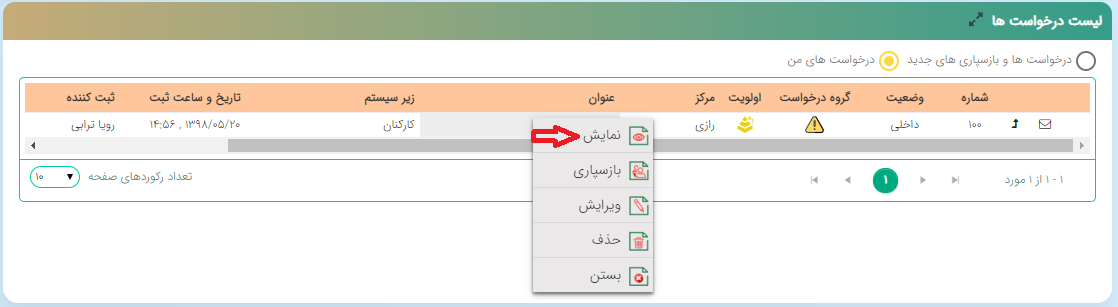 لیست درخواست ها
درخواست ها و بازسپاری های جدید درخواست های من
شماره وضعیت گروه درخواست اولویت مرکز عنوان زیر سیستم تاریخ و ساعت ثبت ثبت کننده
۱۰۰ داخلی رازی کارکنان ۱۳۹۸/۰۵/۲۰ , ۱۴:۵۶ رویا ترابی
نمایش
بازسپاری
ویرایش
حذف
بستن
۱ - ۱ از ۱ مورد ۱ تعداد رکوردهای صفحه ۱۰